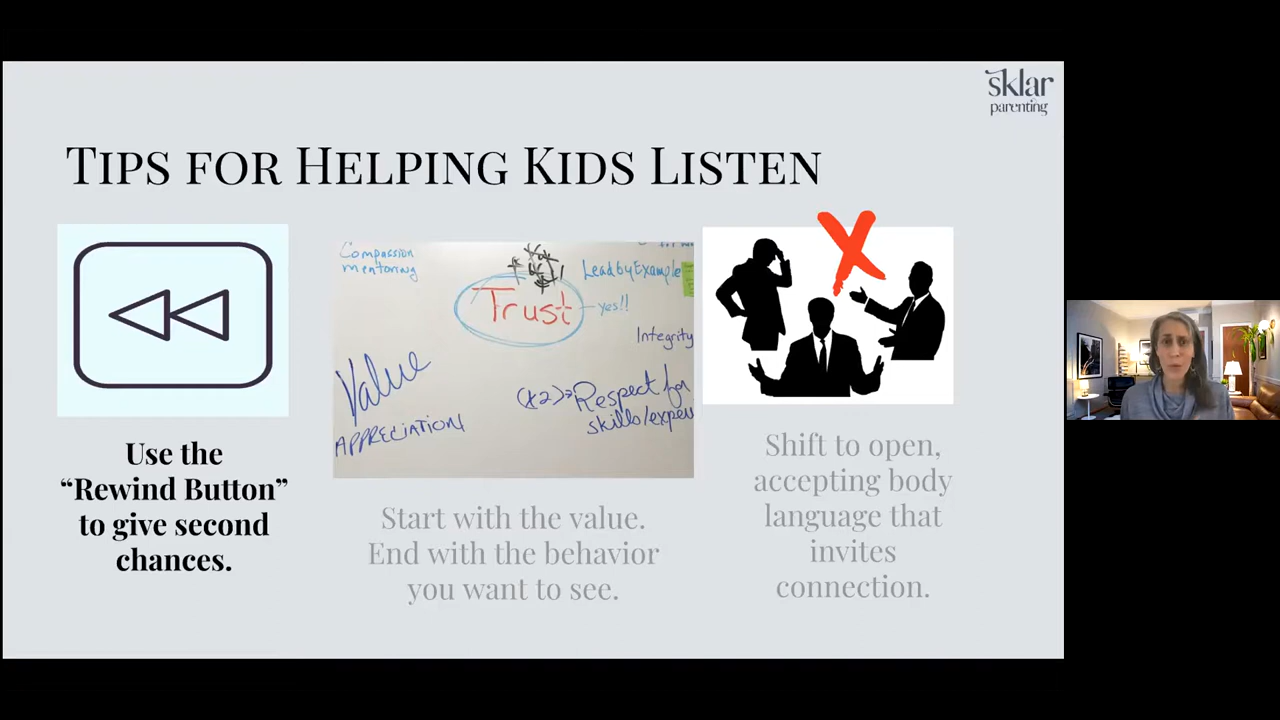 sklar
parenting
Tips for Helping Kids Listen
Compassion
mentoring
Lead by Example
Trust
yes!!
Integrity
Value
APPRECIATION!
(x2)
Respect for
skills/exper
Use the
“Rewind Button”
to give second
chances.
Start with the value.
End with the behavior
you want to see.
Shift to open,
accepting body
language that
invites
connection.